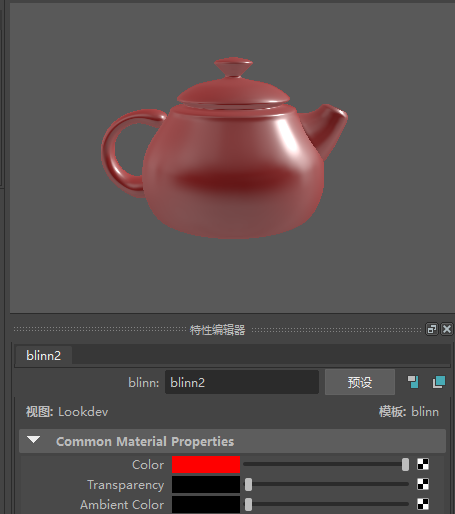 特性编辑器
blinn2
blinn: blinn2 预设
视图: Lookdev 模板: blinn
Common Material Properties
Color
Transparency
Ambient Color